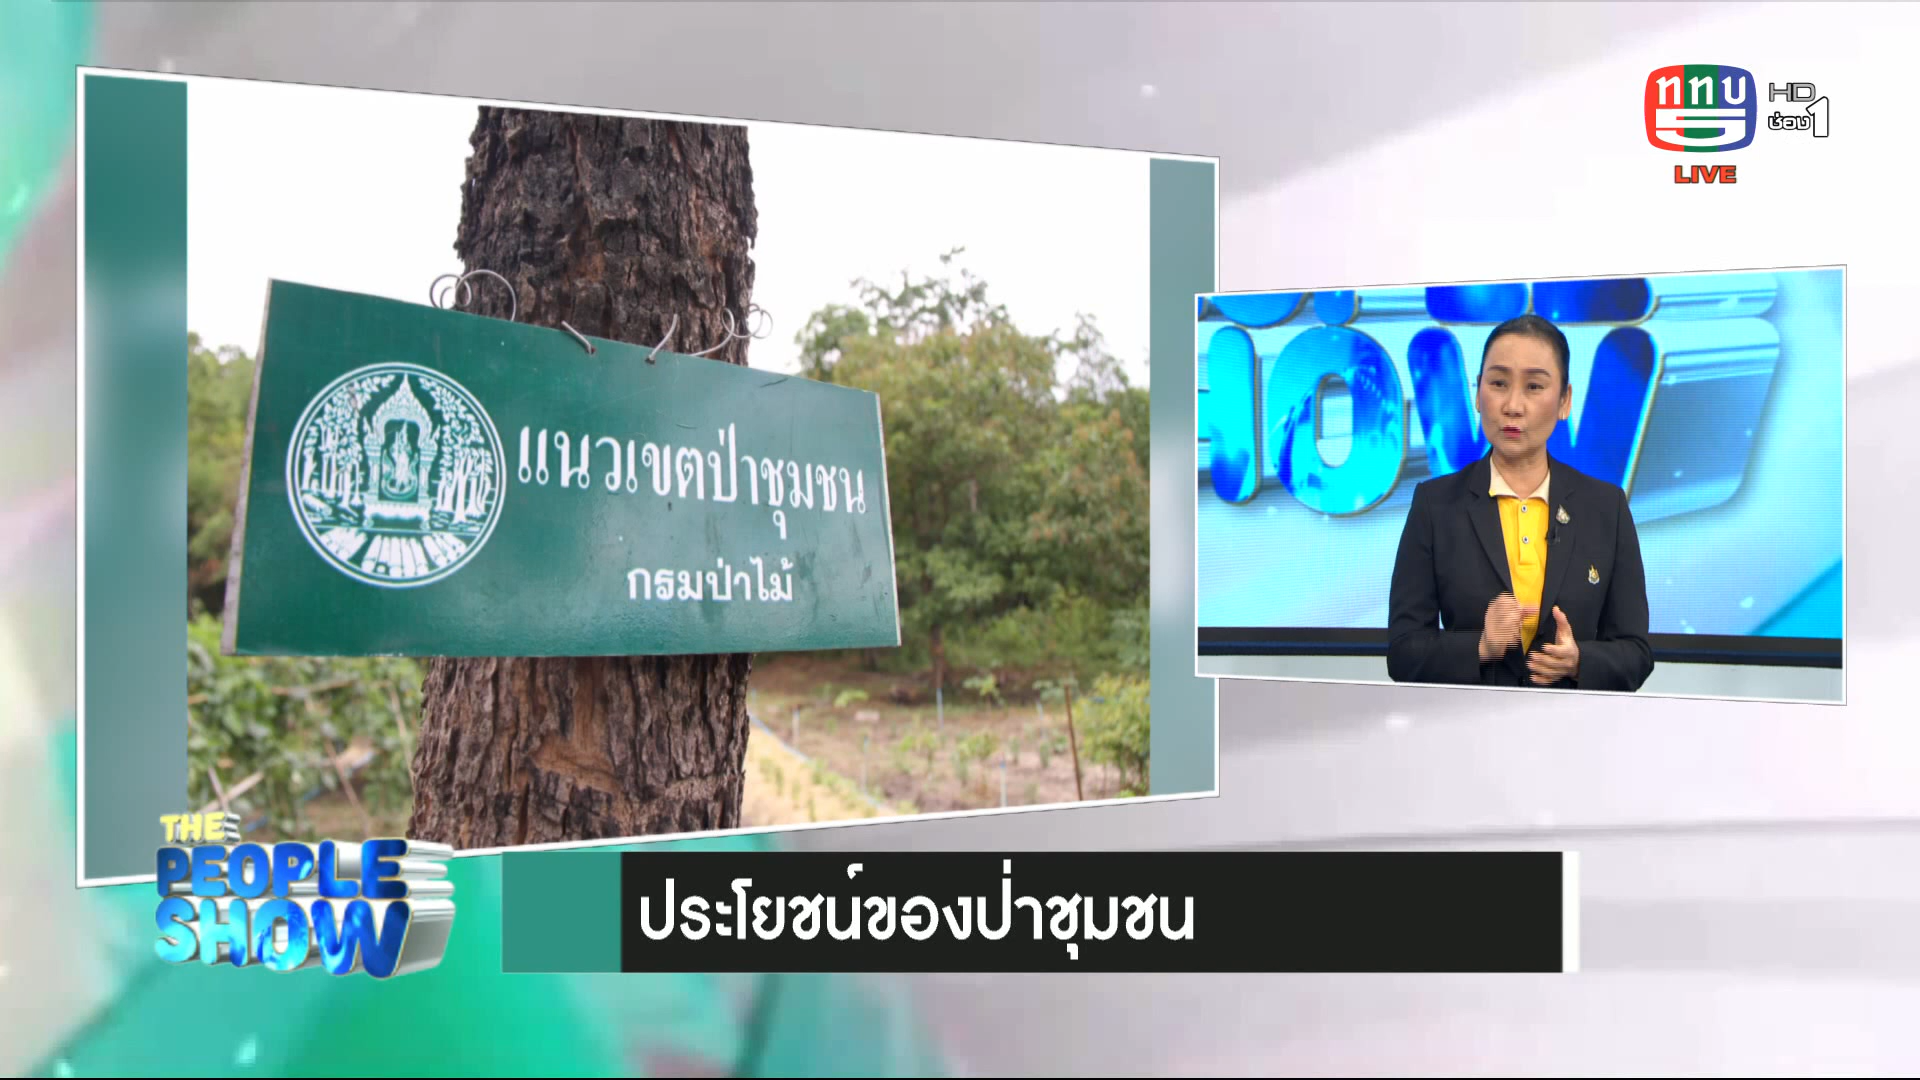 ททบ 5
HD
ช่อง 1
LIVE
แนวเขตป่าชุมชน
กรมป่าไม้
HOW
THE
PEOPLE
SHOW
ประโยชน์ของป่าชุมชน